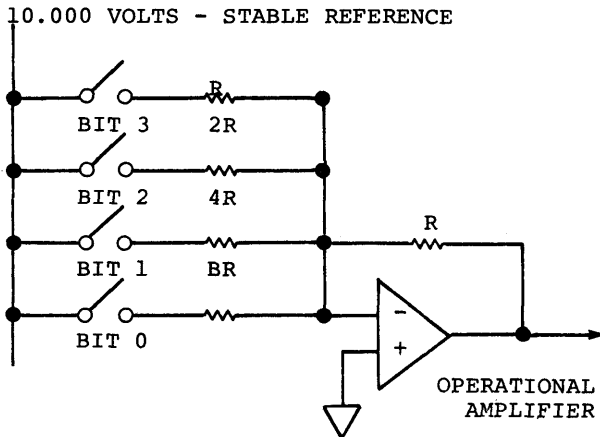 10.000 VOLTS - STABLE REFERENCE
R
BIT 3 2R
BIT 2 4R
R
BIT 1 BR
-
BIT 0
+
OPERATIONAL
AMPLIFIER